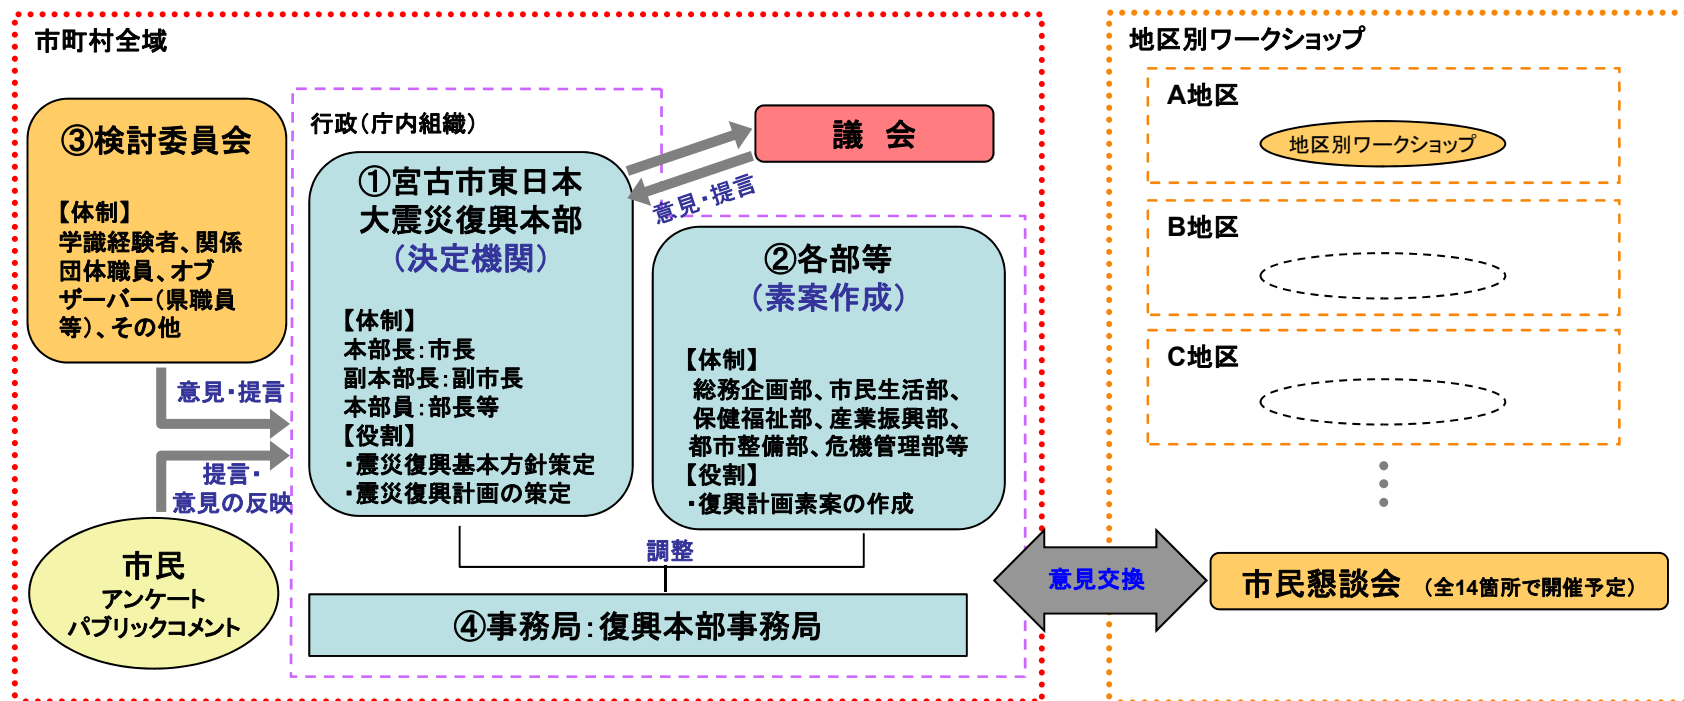 市町村全域
③検討委員会
【体制】
学識経験者、関係
団体職員、オブ
ザーバー（県職員
等）、その他
意見・提言
提言・
意見の反映
市民
アンケート
パブリックコメント
行政（庁内組織）
①宮古市東日本
大震災復興本部
（決定機関）
【体制】
本部長：市長
副本部長：副市長
本部員：部長等
【役割】
・震災復興基本方針策定
・震災復興計画の策定
議　会
意見・提言
②各部等
（素案作成）
【体制】
総務企画部、市民生活部、
保健福祉部、産業振興部、
都市整備部、危機管理部等
【役割】
・復興計画素案の作成
調整
④事務局：復興本部事務局
意見交換
地区別ワークショップ
A地区
地区別ワークショップ
B地区
C地区
市民懇談会 （全14箇所で開催予定）